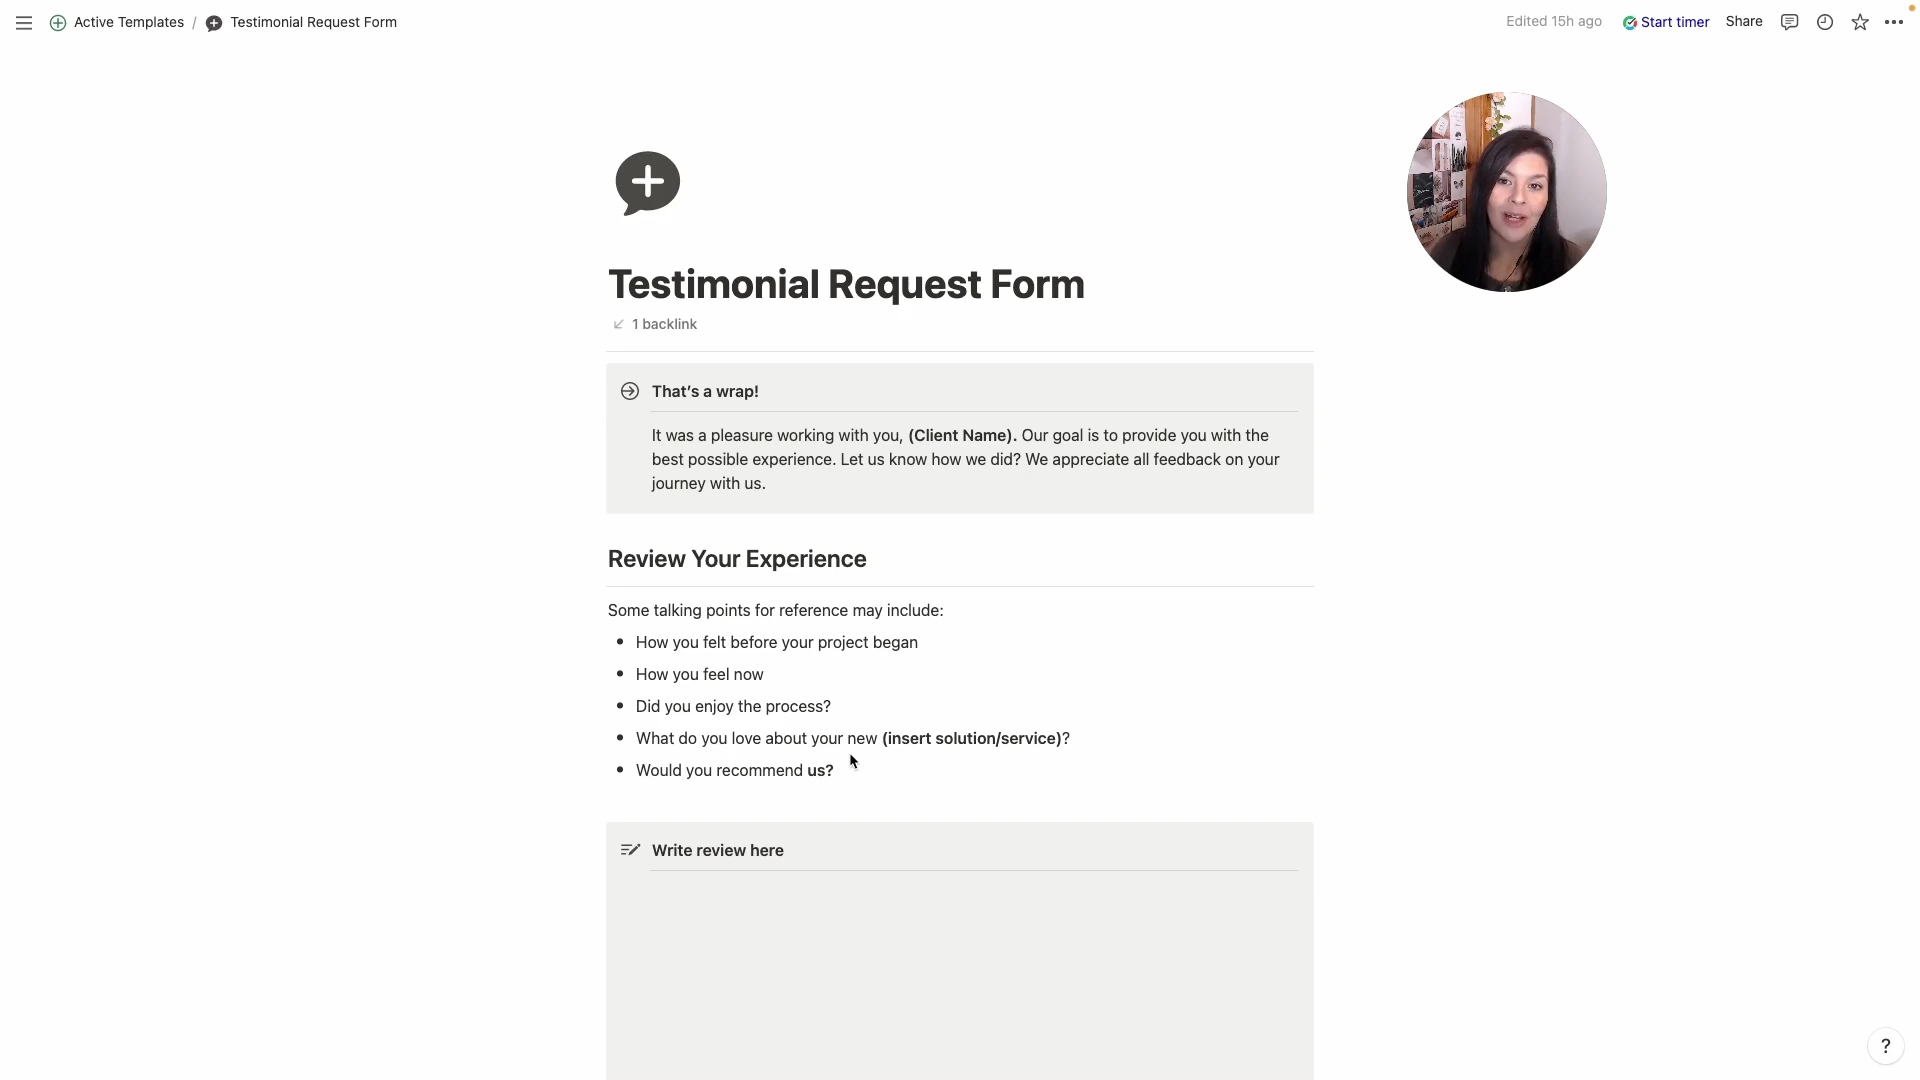 Active Templates / Testimonial Request Form
Edited 15h ago Start timer Share
Testimonial Request Form
1 backlink
That’s a wrap!
It was a pleasure working with you, (Client Name). Our goal is to provide you with the
best possible experience. Let us know how we did? We appreciate all feedback on your
journey with us.
Review Your Experience
Some talking points for reference may include:
• How you felt before your project began
• How you feel now
• Did you enjoy the process?
• What do you love about your new (insert solution/service)?
• Would you recommend us?
Write review here
?